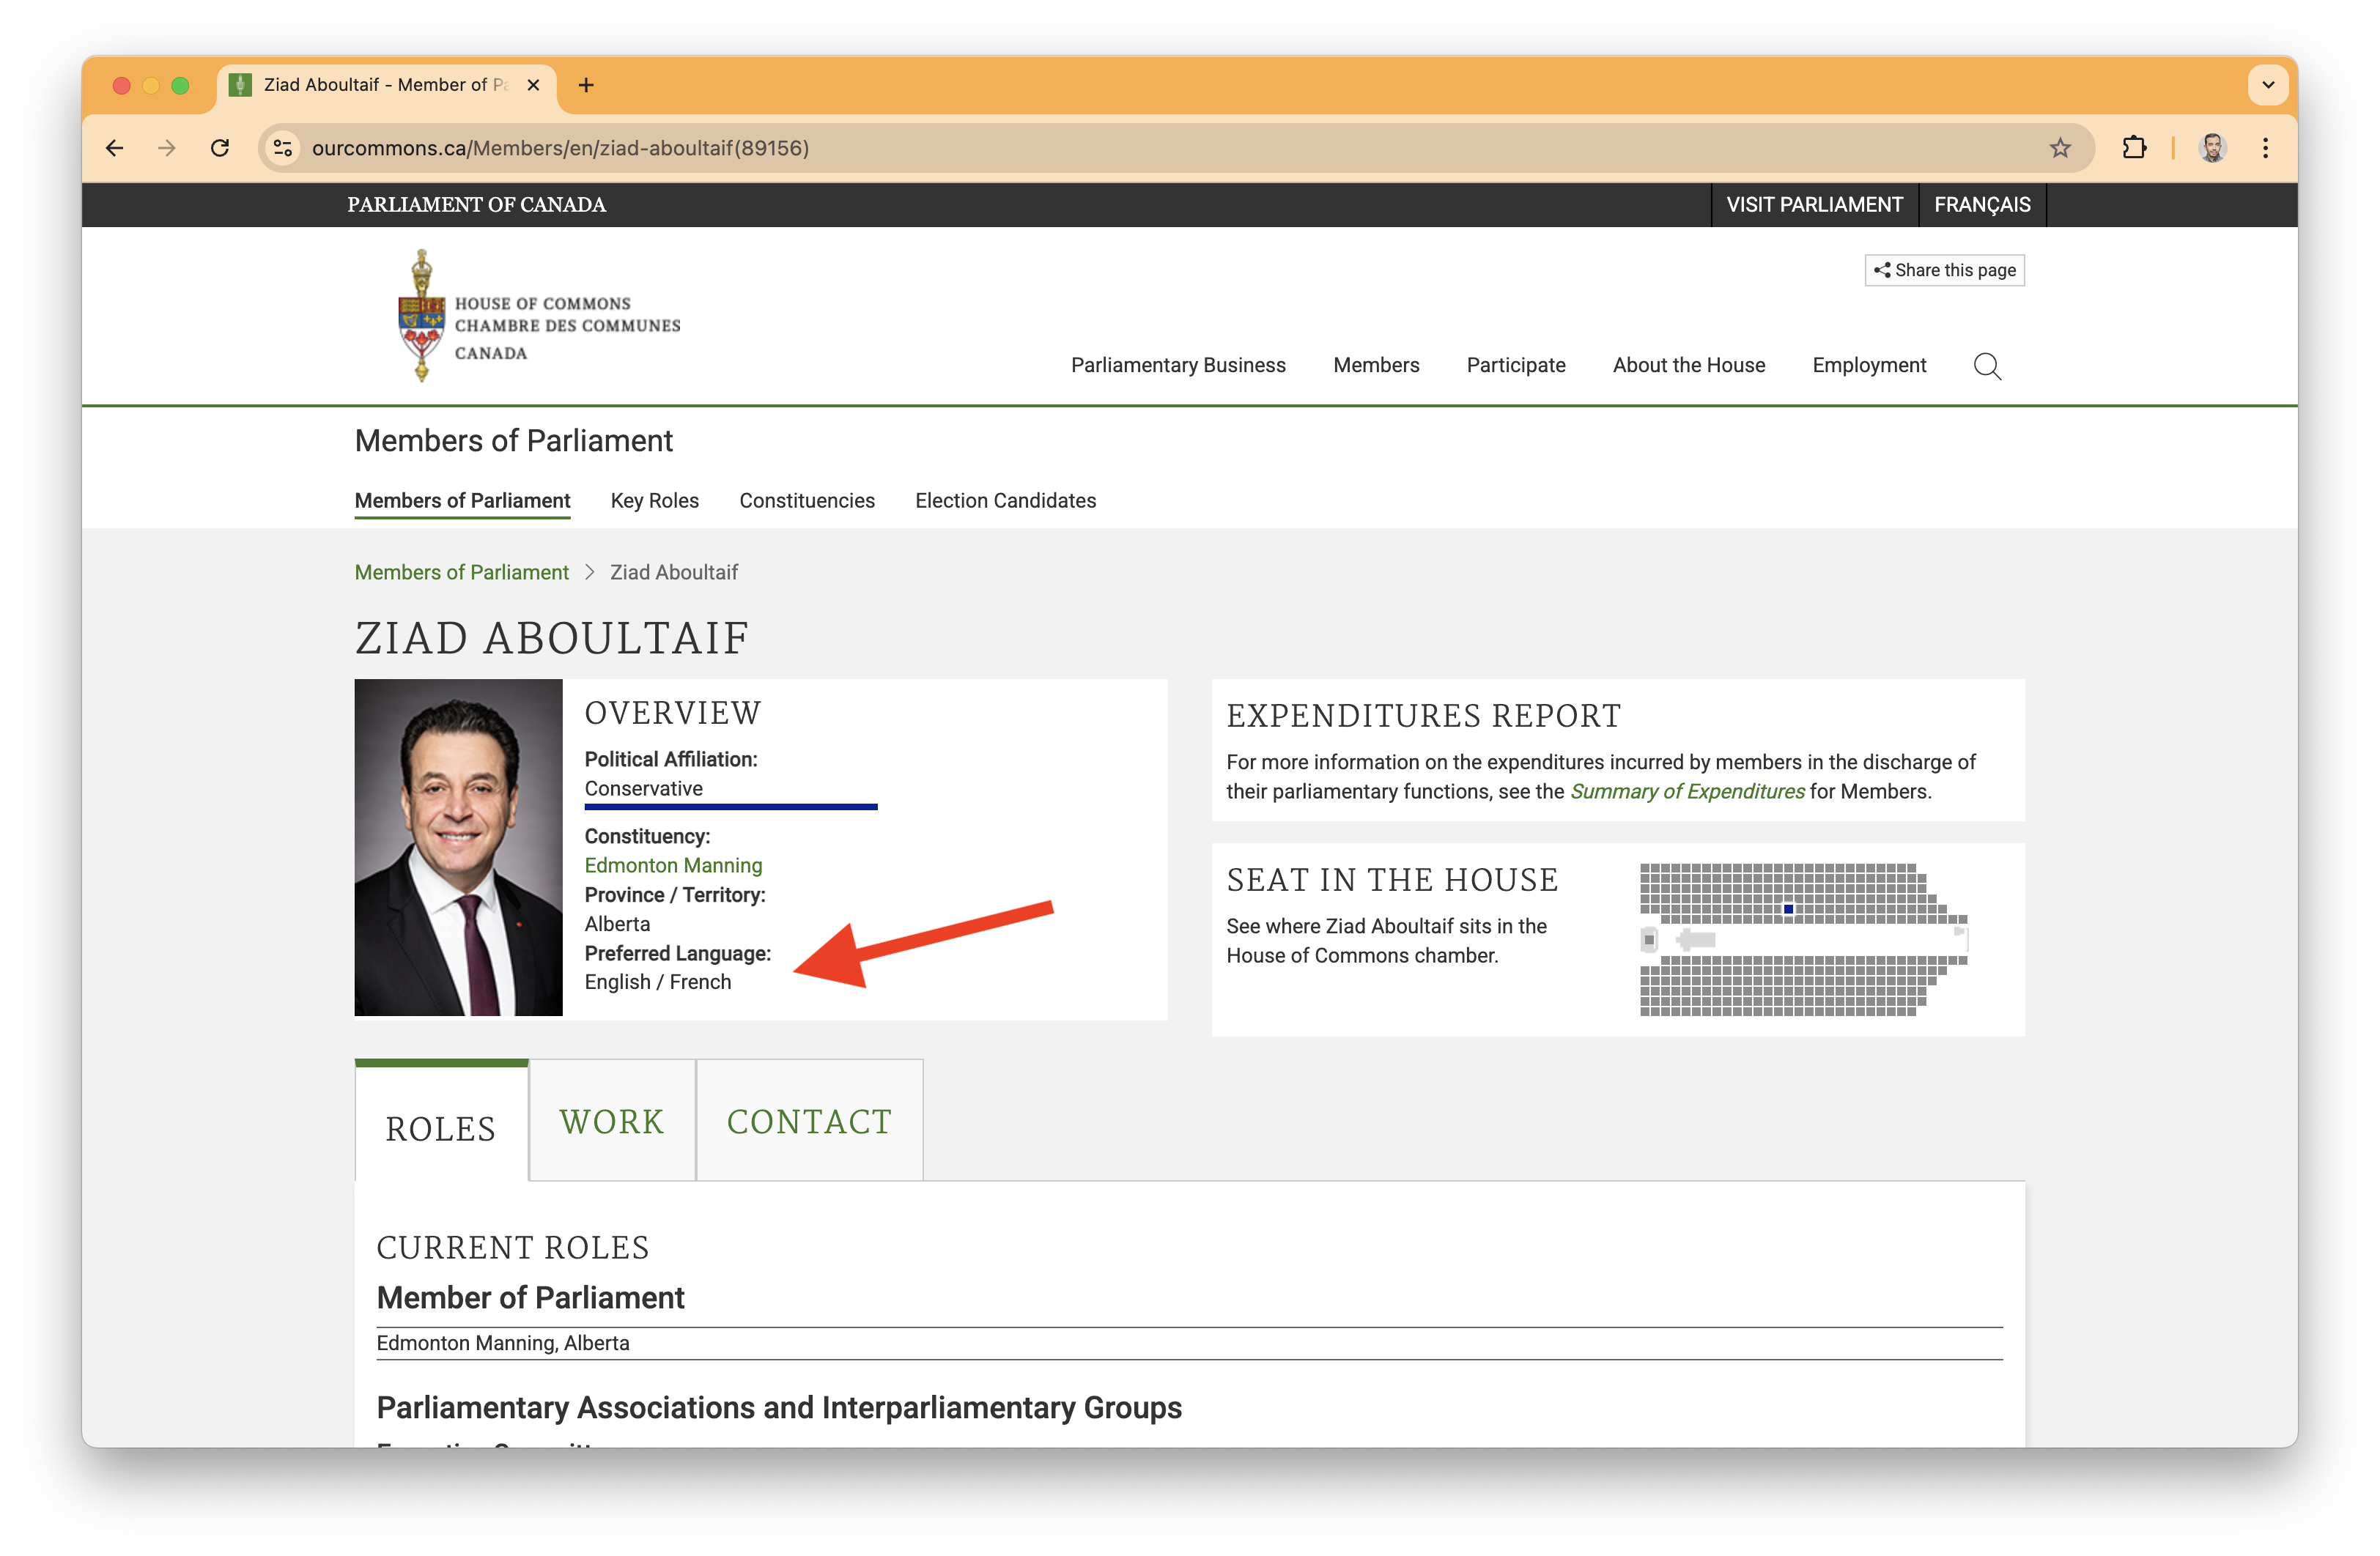 Ziad Aboultaif - Member of Pa
ourcommons.ca/Members/en/ziad-aboultaif(89156)
PARLIAMENT OF CANADA
VISIT PARLIAMENT
FRANÇAIS
HOUSE OF COMMONS
CHAMBRE DES COMMUNES
CANADA
Share this page
Parliamentary Business
Members
Participate
About the House
Employment
Members of Parliament
Members of Parliament
Key Roles
Constituencies
Election Candidates
Members of Parliament > Ziad Aboultaif
ZIAD ABOULTAIF
OVERVIEW
Political Affiliation:
Conservative
Constituency:
Edmonton Manning
Province / Territory:
Alberta
Preferred Language:
English / French
EXPENDITURES REPORT
For more information on the expenditures incurred by members in the discharge of
their parliamentary functions, see the Summary of Expenditures for Members.
SEAT IN THE HOUSE
See where Ziad Aboultaif sits in the
House of Commons chamber.
ROLES
WORK
CONTACT
CURRENT ROLES
Member of Parliament
Edmonton Manning, Alberta
Parliamentary Associations and Interparliamentary Groups